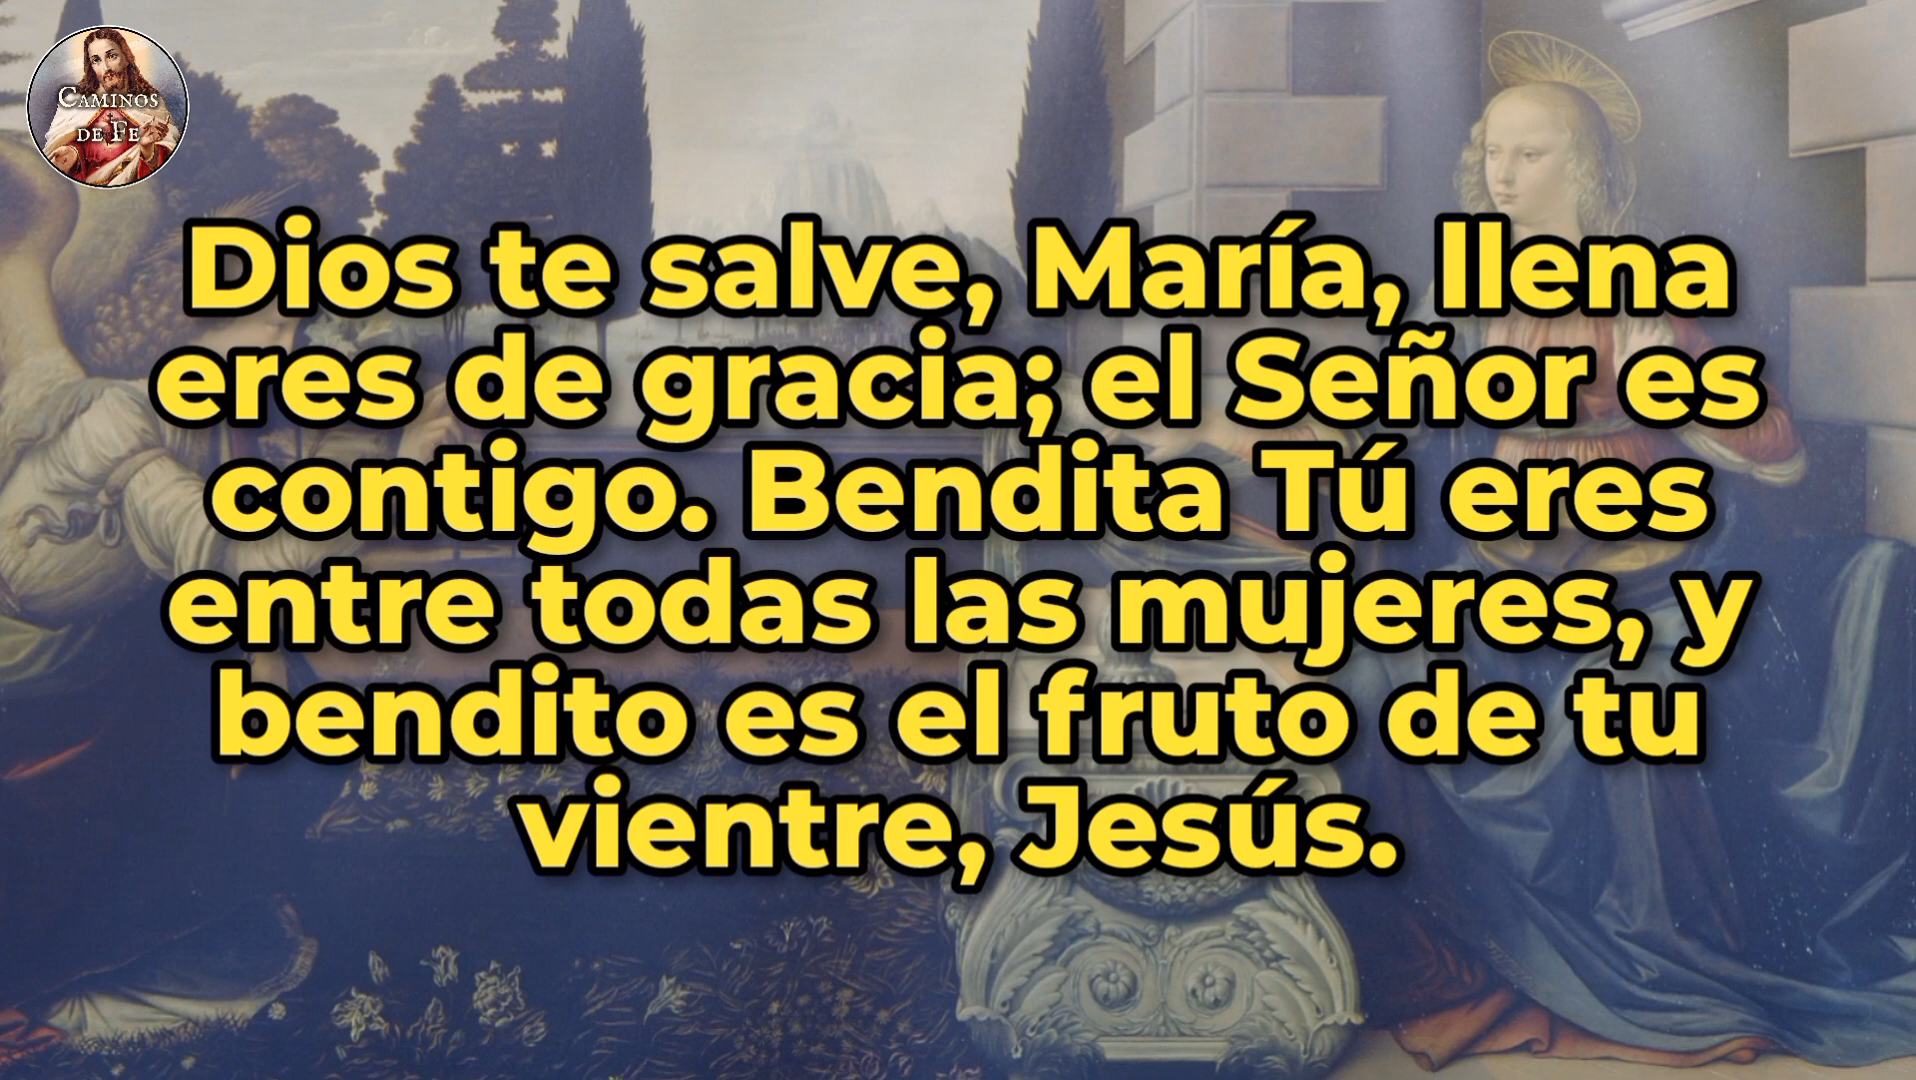 CAMINOS
DE FE
Dios te salve, María, llena
eres de gracia; el Señor es
contigo. Bendita Tú eres
entre todas las mujeres, y
bendito es el fruto de tu
vientre, Jesús.